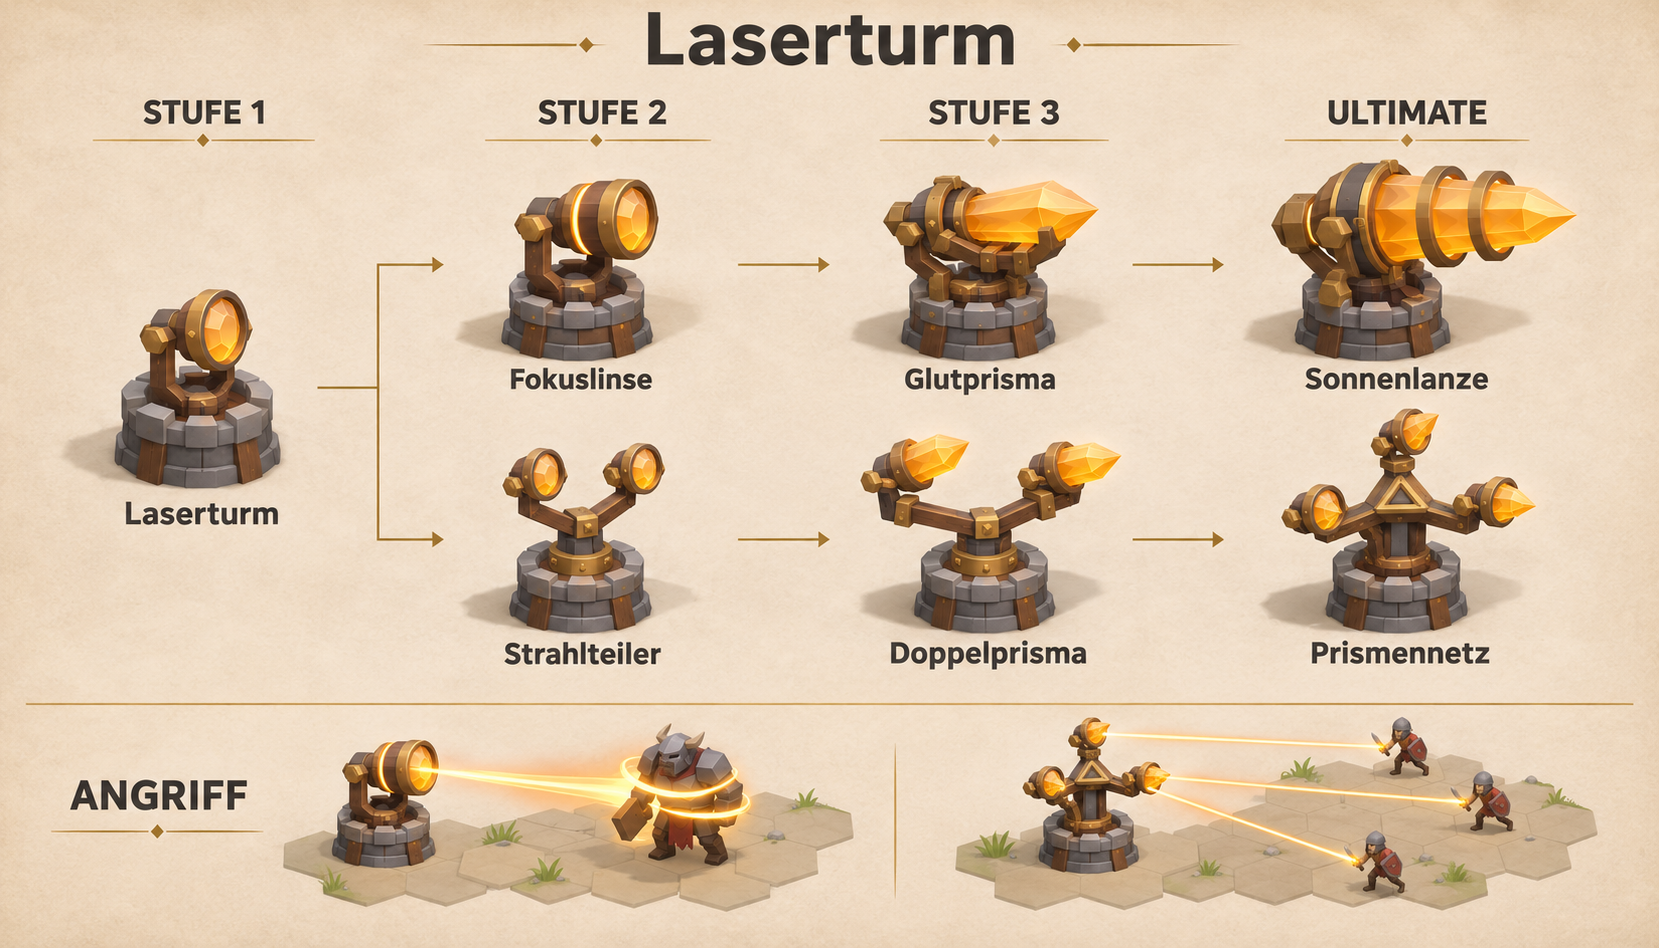 Laserturm
STUFE 1
STUFE 2
STUFE 3
ULTIMATE
Fokuslinse
Glutprisma
Sonnenlanze
Laserturm
Strahlteiler
Doppelprisma
Prismennetz
ANGRIFF